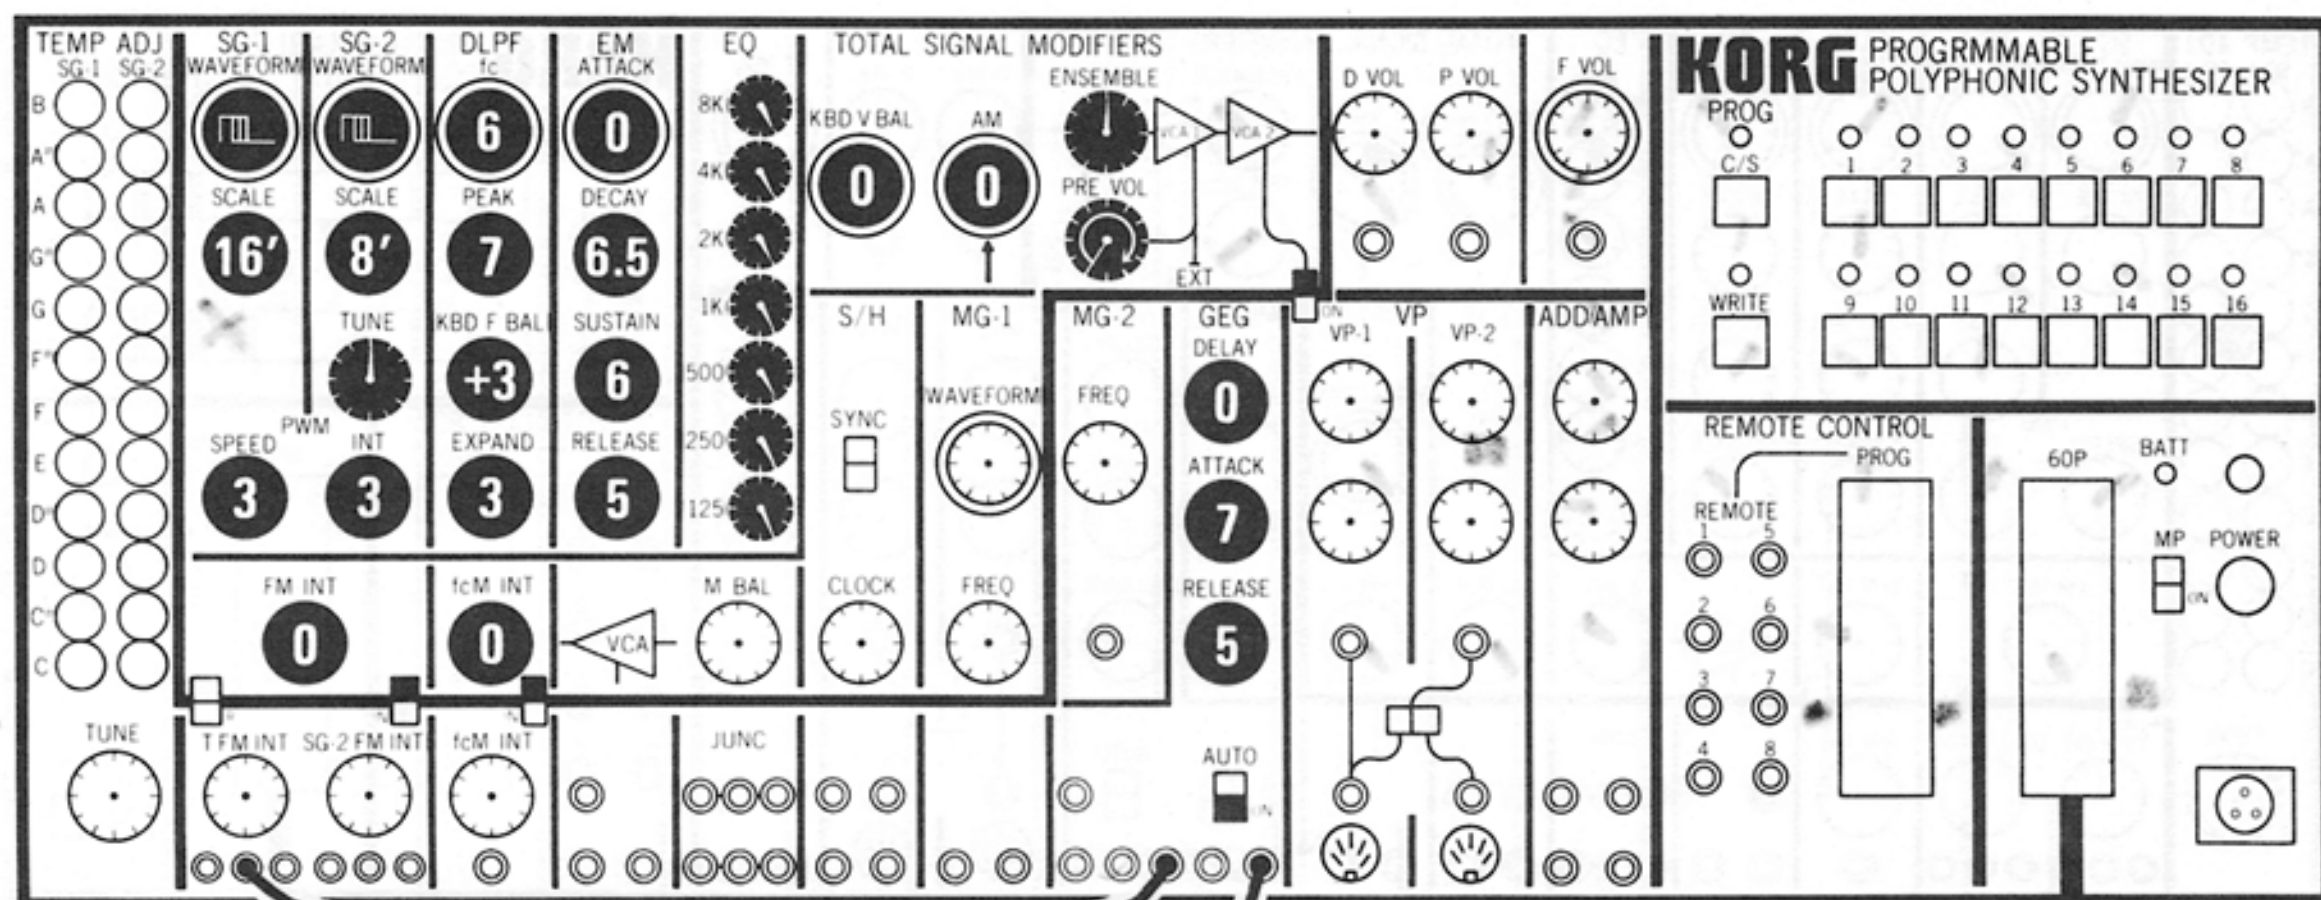 TEMP ADJ
SG-1 SG-2
B
A#
A
G#
G
F#
F
E
D#
D
C#
C
TUNE
SG-1
WAVEFORM
SCALE
16'
SPEED
3
SG-2
WAVEFORM
SCALE
8'
TUNE
PWM
INT
3
DLPF
fc
6
PEAK
7
KBD F BAL
+3
EXPAND
3
EM
ATTACK
0
DECAY
6.5
SUSTAIN
6
RELEASE
5
EQ
8K
4K
2K
1K
500
250
125
FM INT
0
fcM INT
0
VCA
M BAL
T FM INT
SG-2 FM INT
fcM INT
JUNC
TOTAL SIGNAL MODIFIERS
KBD V BAL
0
AM
0
ENSEMBLE
VCA 1
VCA 2
PRE VOL
EXT
ON
S/H
SYNC
CLOCK
MG-1
WAVEFORM
FREQ
MG-2
FREQ
GEG
DELAY
0
ATTACK
7
RELEASE
5
AUTO
ON
D VOL
P VOL
F VOL
VP
VP-1
VP-2
ADD AMP
KORG PROGRMMABLE
POLYPHONIC SYNTHESIZER
PROG
C/S
1 2 3 4 5 6 7 8
WRITE
9 10 11 12 13 14 15 16
REMOTE CONTROL
PROG
REMOTE
1 5
2 6
3 7
4 8
60P
BATT
MP
ON
POWER